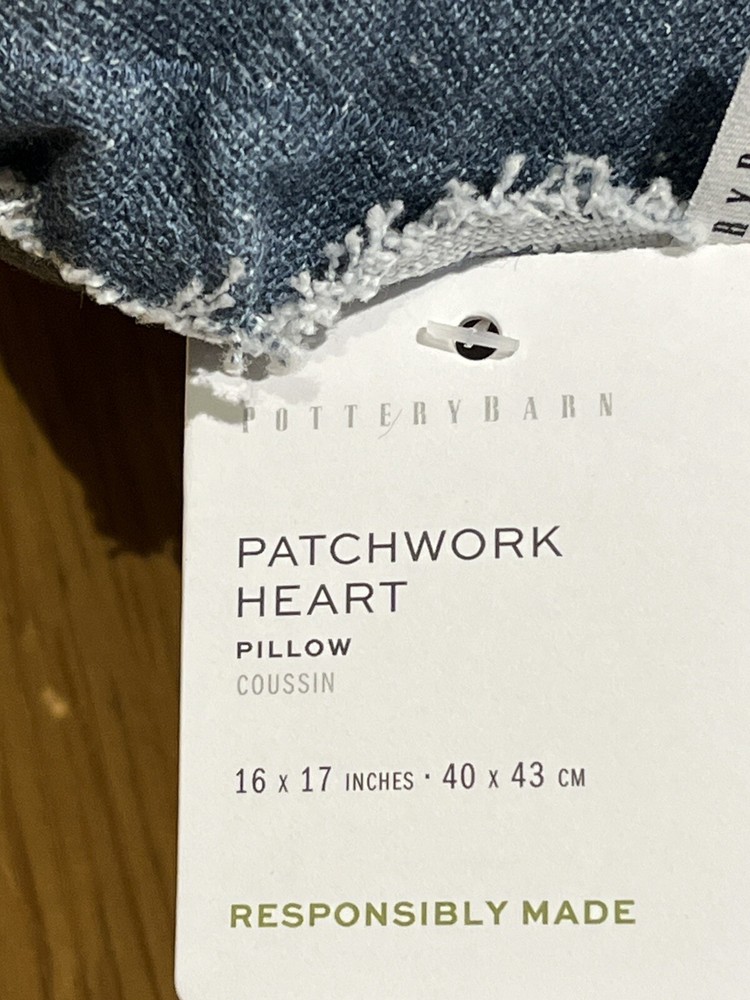 POTTERYBARN
PATCHWORK
HEART
PILLOW
COUSSIN
16 x 17 INCHES · 40 x 43 CM
RESPONSIBLY MADE